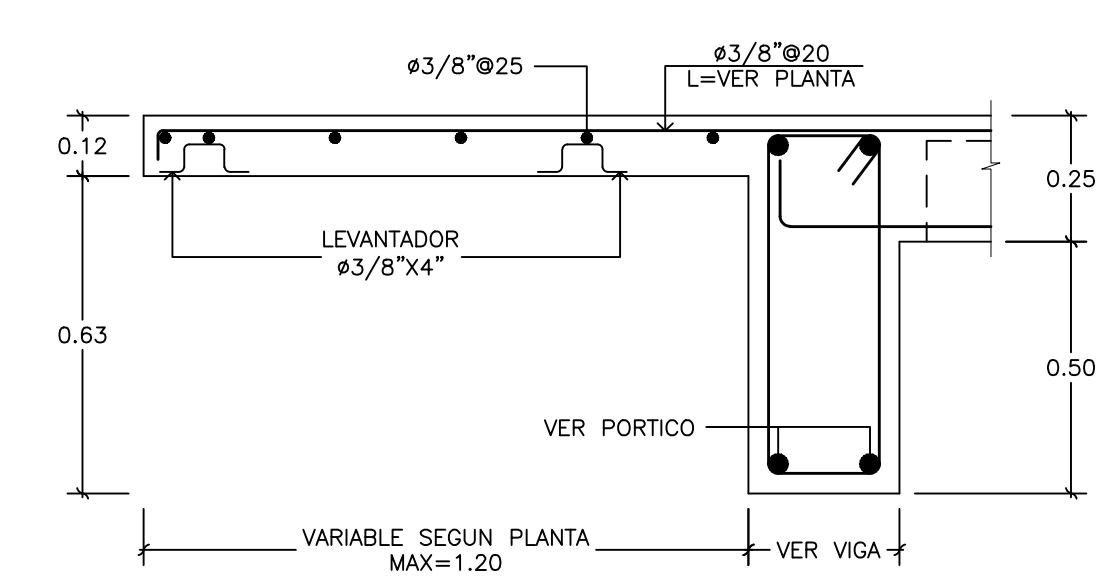 ø3/8"@25
ø3/8"@20
L=VER PLANTA
0.12
0.25
LEVANTADOR
ø3/8"X4"
0.63
0.50
VER PORTICO
VARIABLE SEGUN PLANTA
MAX=1.20
VER VIGA